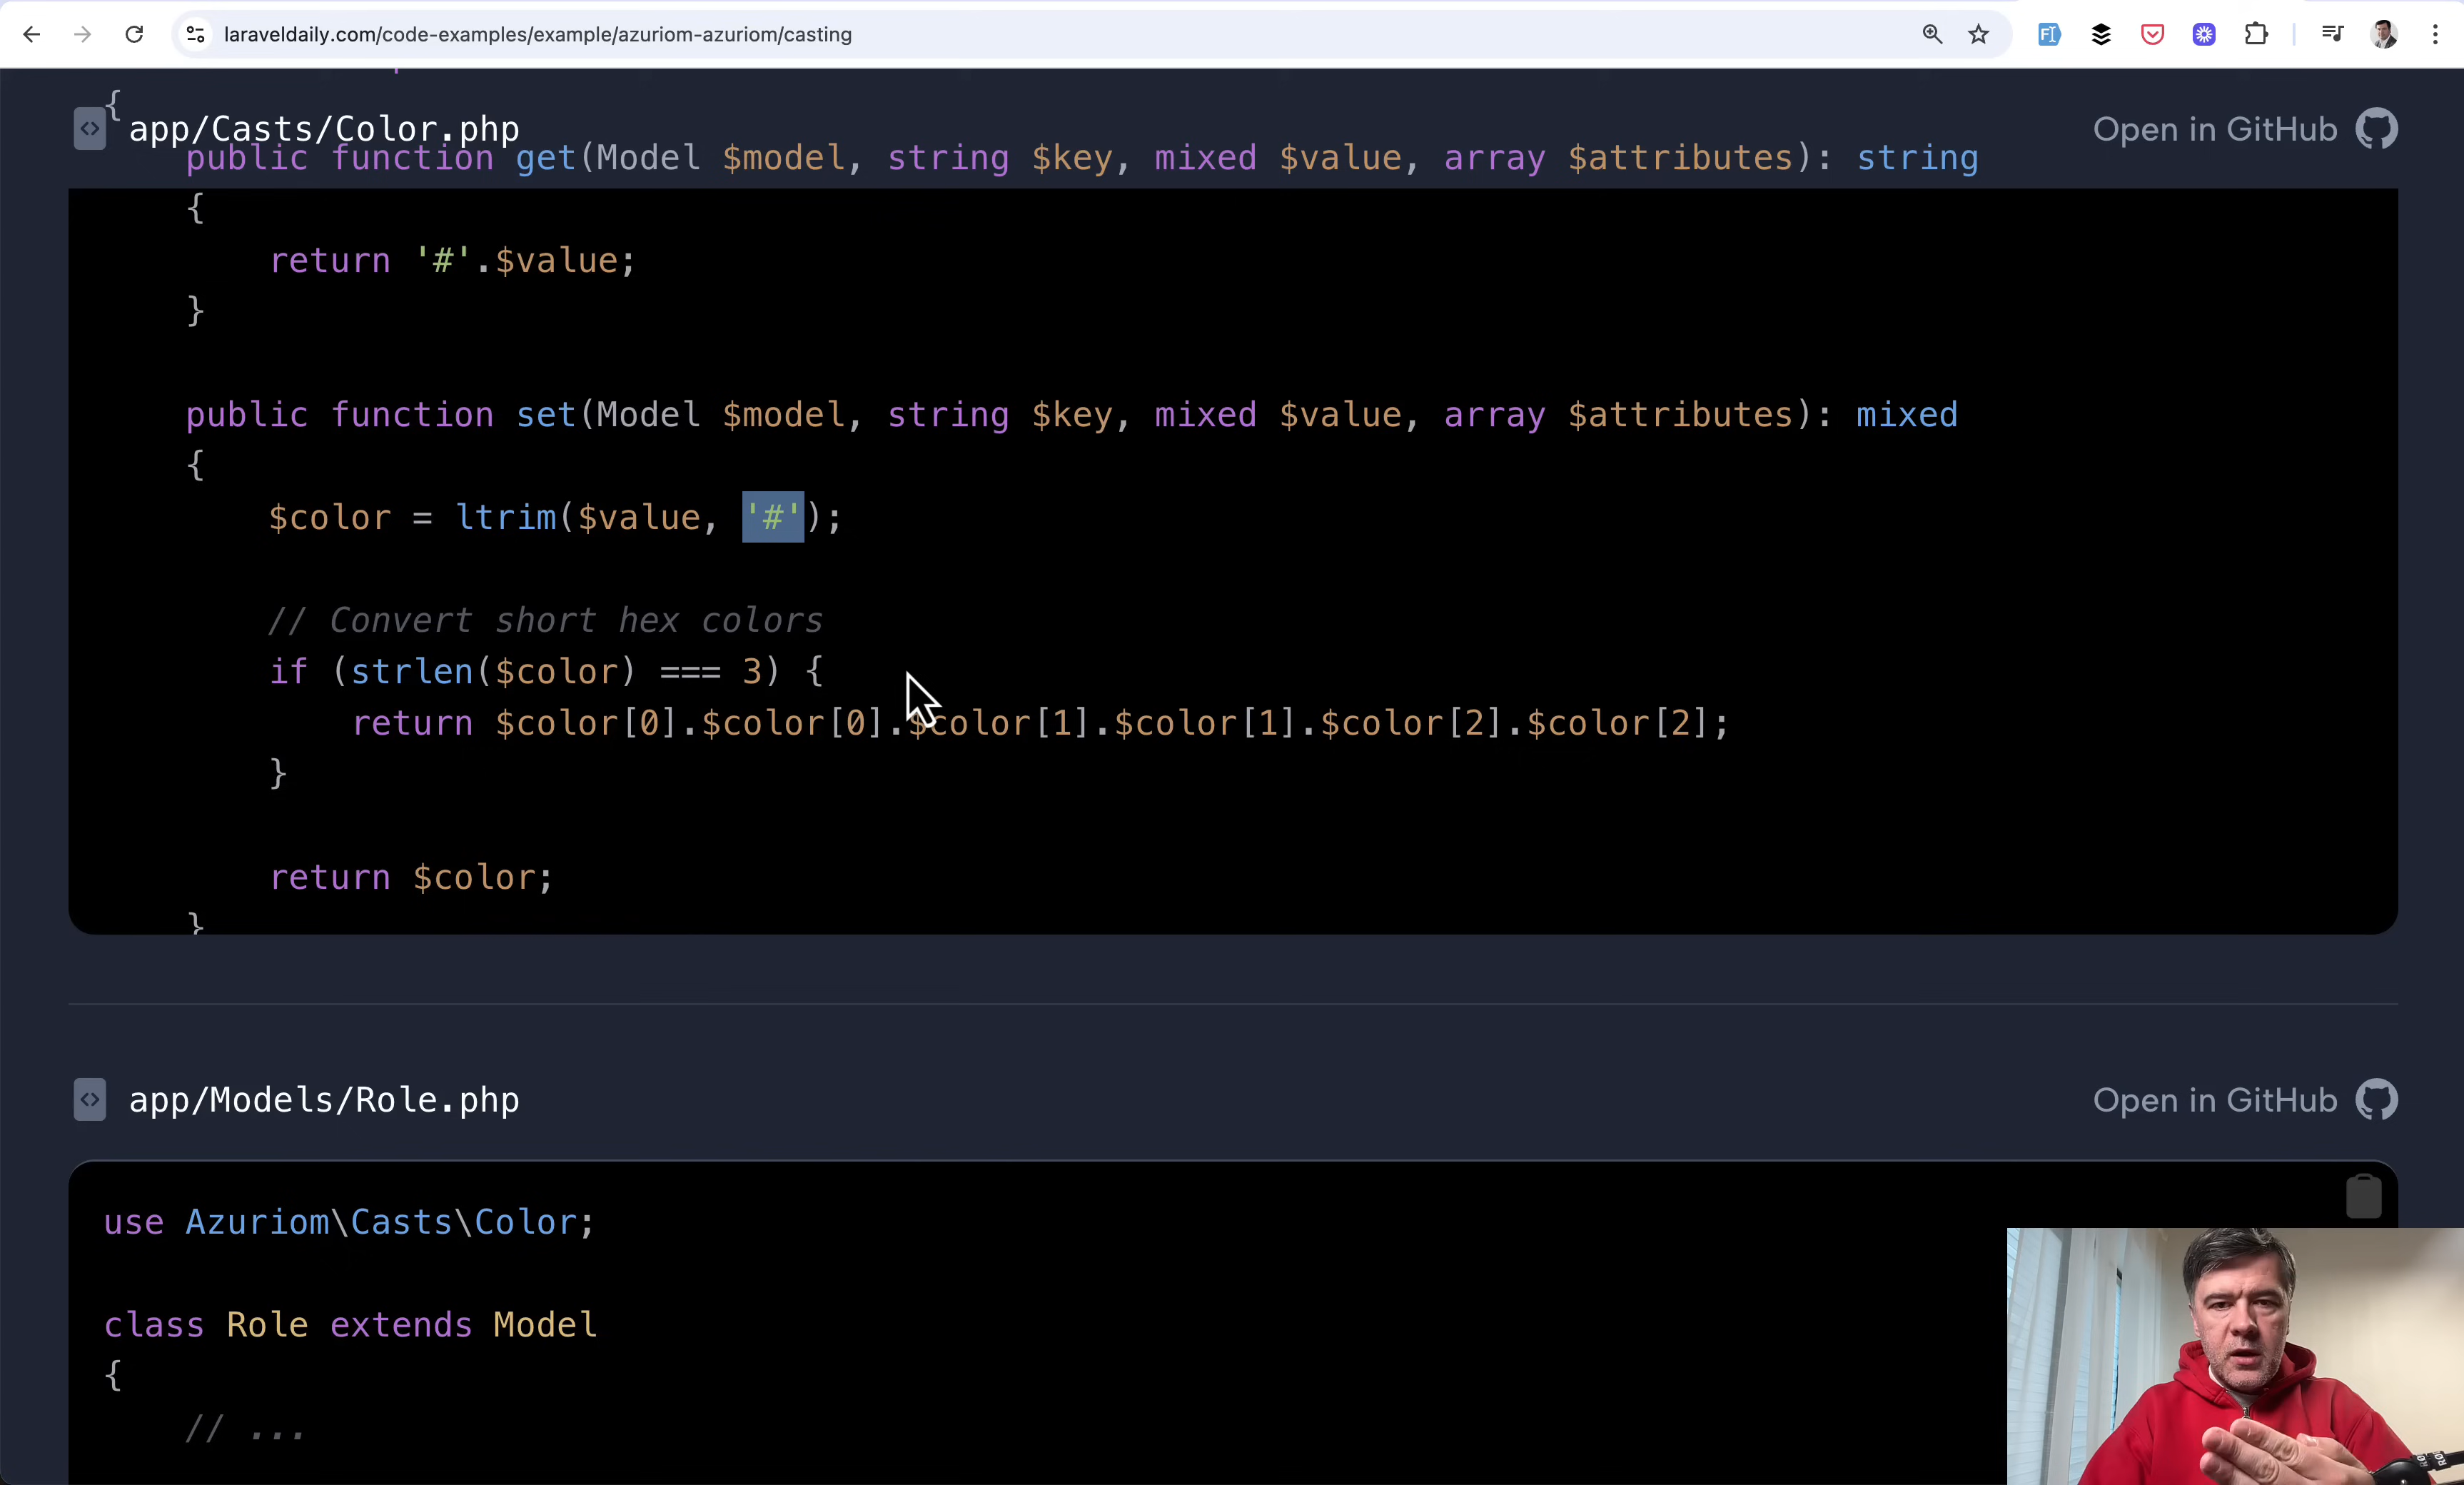 laraveldaily.com/code-examples/example/azuriom-azuriom/casting
{
app/Casts/Color.php
Open in GitHub
public function get(Model $model, string $key, mixed $value, array $attributes): string
{
return '#'.$value;
}
public function set(Model $model, string $key, mixed $value, array $attributes): mixed
{
$color = ltrim($value, '#');
// Convert short hex colors
if (strlen($color) === 3) {
return $color[0].$color[0].$color[1].$color[1].$color[2].$color[2];
}
return $color;
}
app/Models/Role.php
Open in GitHub
use Azuriom\Casts\Color;
class Role extends Model
{
// ...